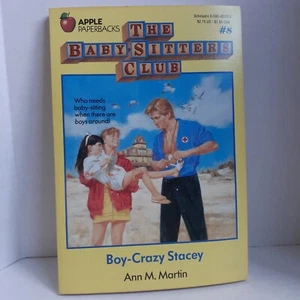 APPLE
PAPERBACKS
THE
BABY-SITTERS
CLUB
#8
Who needs
baby-sitting
when there are
boys around!
Boy-Crazy Stacey
Ann M. Martin